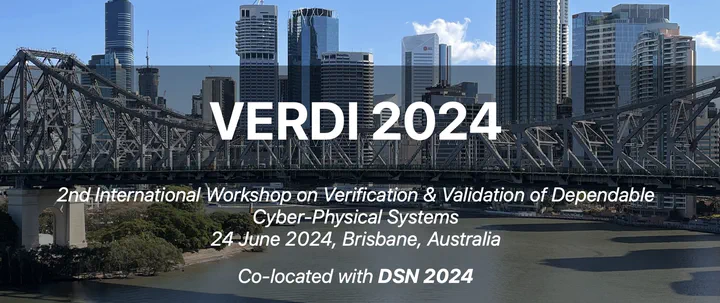 VERDI 2024
2nd International Workshop on Verification & Validation of Dependable
Cyber-Physical Systems
24 June 2024, Brisbane, Australia
Co-located with DSN 2024